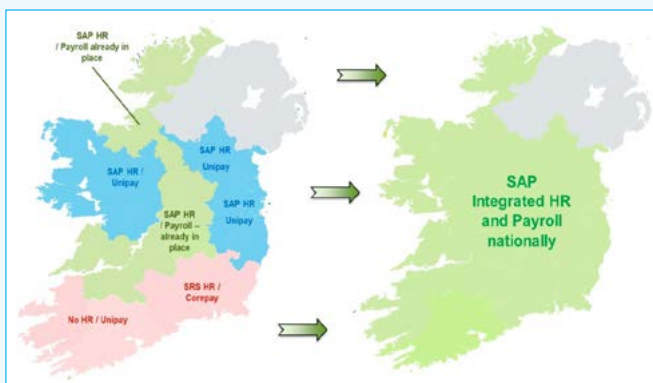 SAP HR
/ Payroll already in
place
SAP HR /
Unipay
SAP HR
Unipay
SAP HR
Unipay
SAP HR
/ Payroll –
already in
place
SRS HR /
Corepay
No HR / Unipay
SAP
Integrated HR
and Payroll
nationally